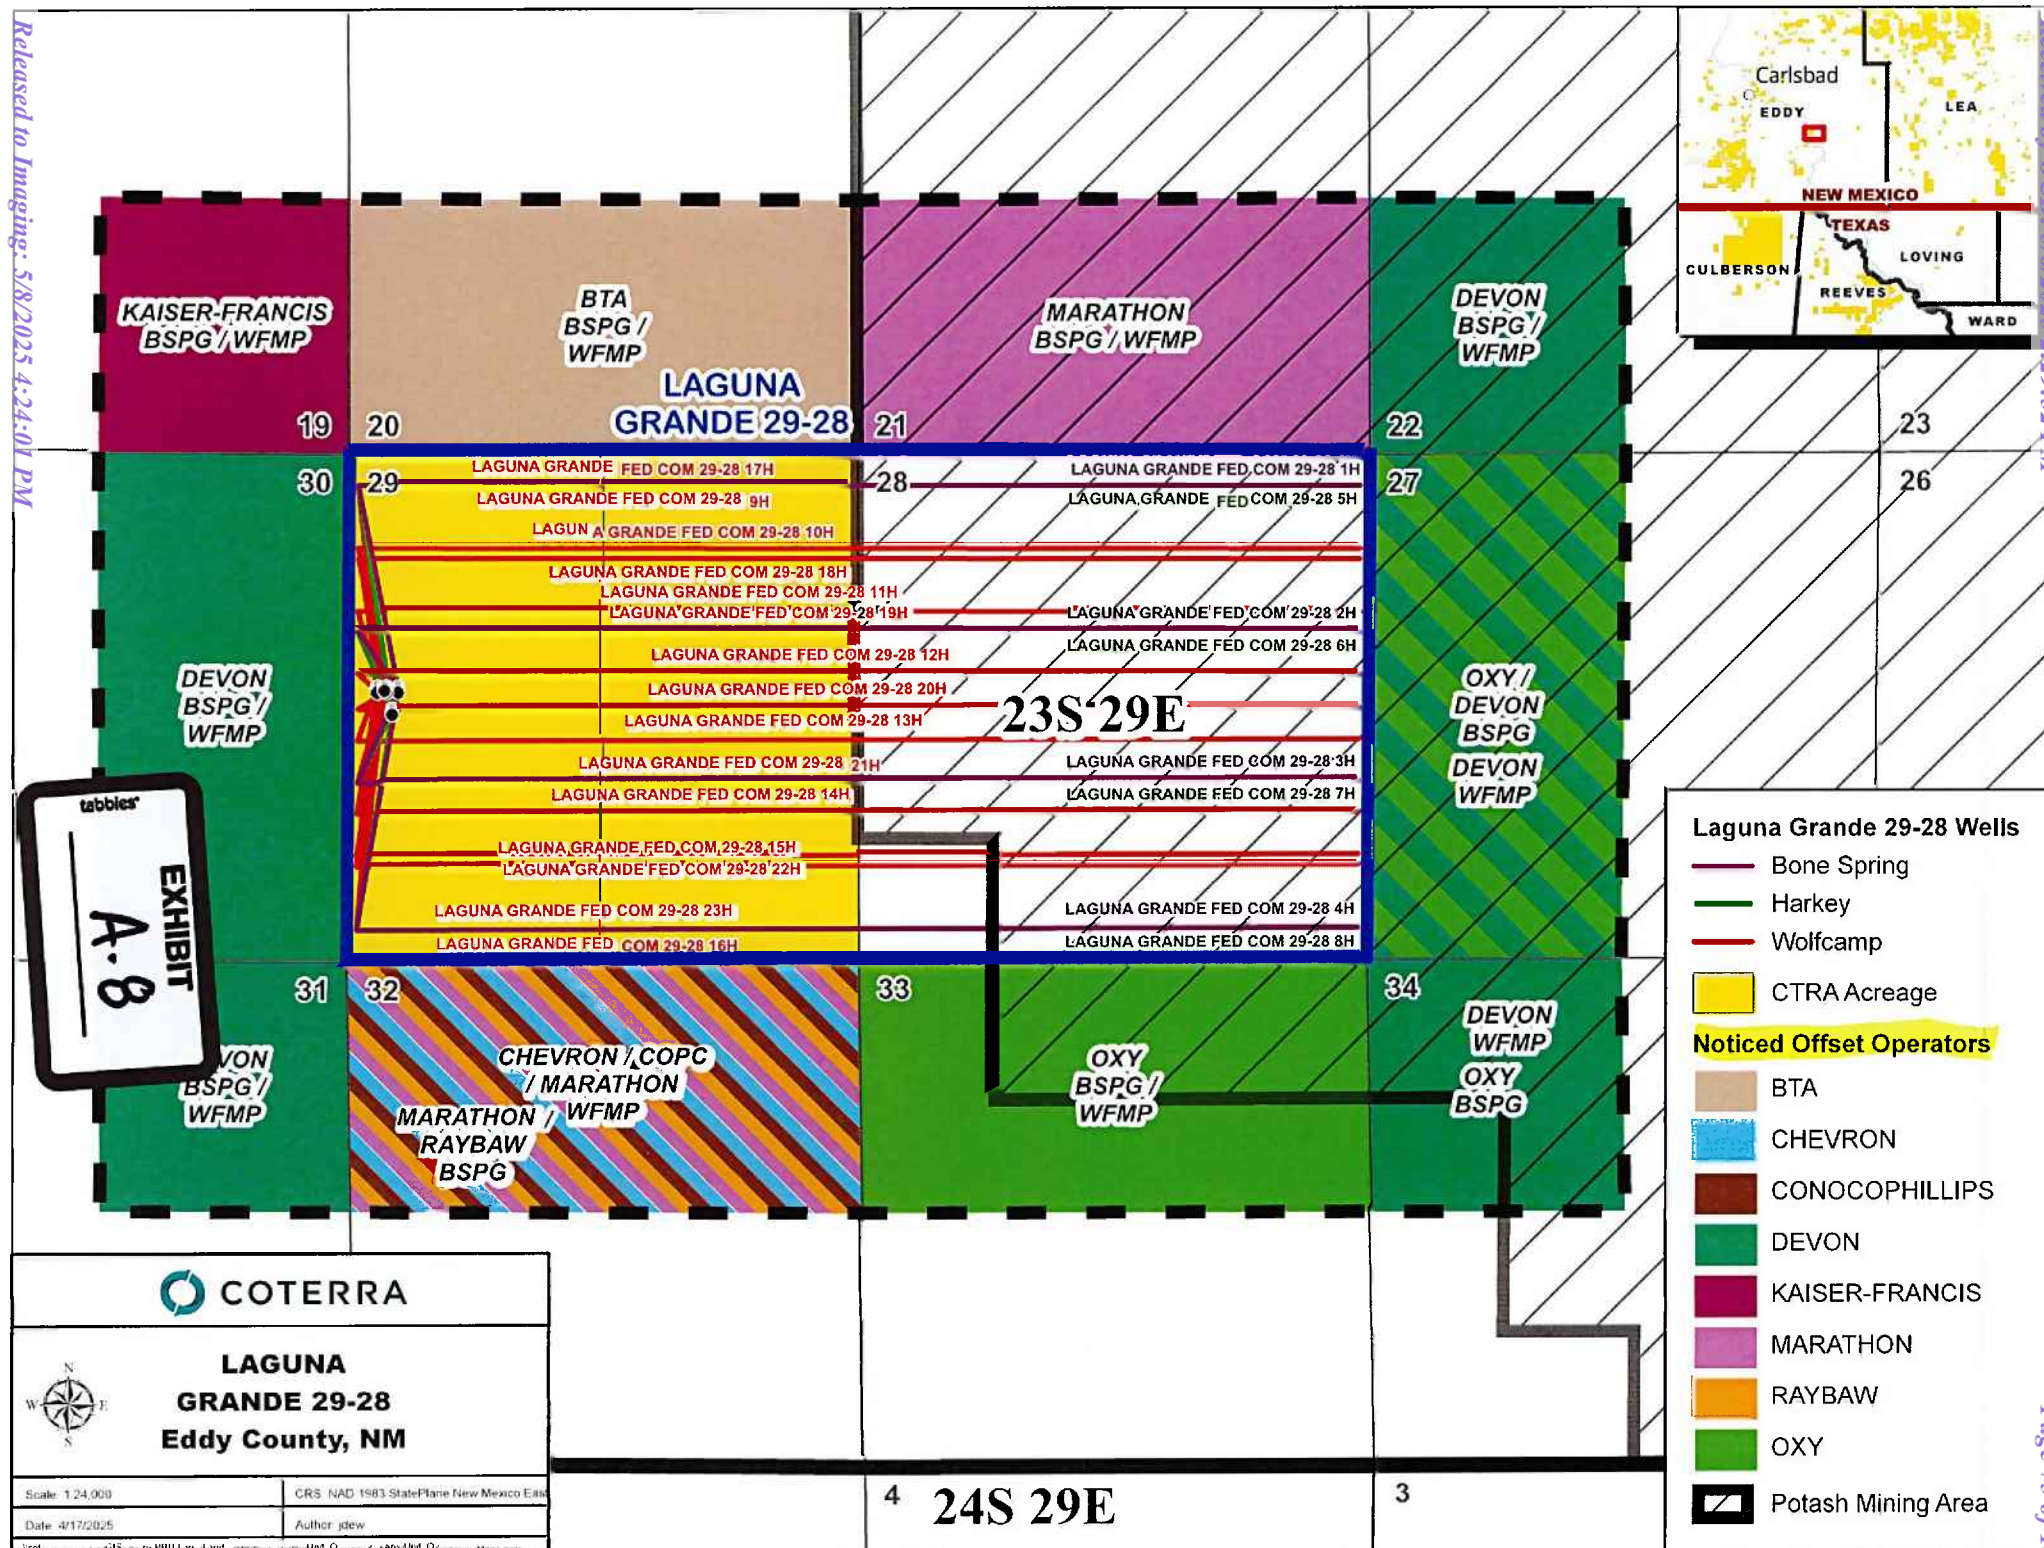 Released to Imaging: 5/8/2025 4:24:01 PM
Carlsbad
EDDY
LEA
NEW MEXICO
TEXAS
CULBERSON
LOVING
REEVES
WARD
KAISER-FRANCIS
BSPG / WFMP
BTA
BSPG /
WFMP
MARATHON
BSPG / WFMP
DEVON
BSPG /
WFMP
LAGUNA
GRANDE 29-28
19
20
21
22
23
30
29
28
27
26
LAGUNA GRANDE FED COM 29-28 17H
LAGUNA GRANDE FED COM 29-28 1H
LAGUNA GRANDE FED COM 29-28 9H
LAGUNA GRANDE FED COM 29-28 5H
LAGUNA GRANDE FED COM 29-28 10H
LAGUNA GRANDE FED COM 29-28 18H
LAGUNA GRANDE FED COM 29-28 11H
LAGUNA GRANDE FED COM 29-28 19H
LAGUNA GRANDE FED COM 29-28 2H
LAGUNA GRANDE FED COM 29-28 6H
LAGUNA GRANDE FED COM 29-28 12H
LAGUNA GRANDE FED COM 29-28 20H
LAGUNA GRANDE FED COM 29-28 13H
23S 29E
LAGUNA GRANDE FED COM 29-28 21H
LAGUNA GRANDE FED COM 29-28 3H
LAGUNA GRANDE FED COM 29-28 14H
LAGUNA GRANDE FED COM 29-28 7H
LAGUNA GRANDE FED COM 29-28 15H
LAGUNA GRANDE FED COM 29-28 22H
LAGUNA GRANDE FED COM 29-28 23H
LAGUNA GRANDE FED COM 29-28 4H
LAGUNA GRANDE FED COM 29-28 16H
LAGUNA GRANDE FED COM 29-28 8H
DEVON
BSPG /
WFMP
OXY /
DEVON
BSPG
DEVON
WFMP
tabbies
EXHIBIT
A.8
31
32
33
34
VON
BSPG /
WFMP
CHEVRON / COPC
/ MARATHON
WFMP
MARATHON /
RAYBAW
BSPG
OXY
BSPG /
WFMP
DEVON
WFMP
OXY
BSPG
Laguna Grande 29-28 Wells
Bone Spring
Harkey
Wolfcamp
CTRA Acreage
Noticed Offset Operators
BTA
CHEVRON
CONOCOPHILLIPS
DEVON
KAISER-FRANCIS
MARATHON
RAYBAW
OXY
Potash Mining Area
COTERRA
N
W E
S
LAGUNA
GRANDE 29-28
Eddy County, NM
Scale: 1:24,000
CRS: NAD 1983 StatePlane New Mexico East
Date: 4/17/2025
Author: jdew
4
24S 29E
3